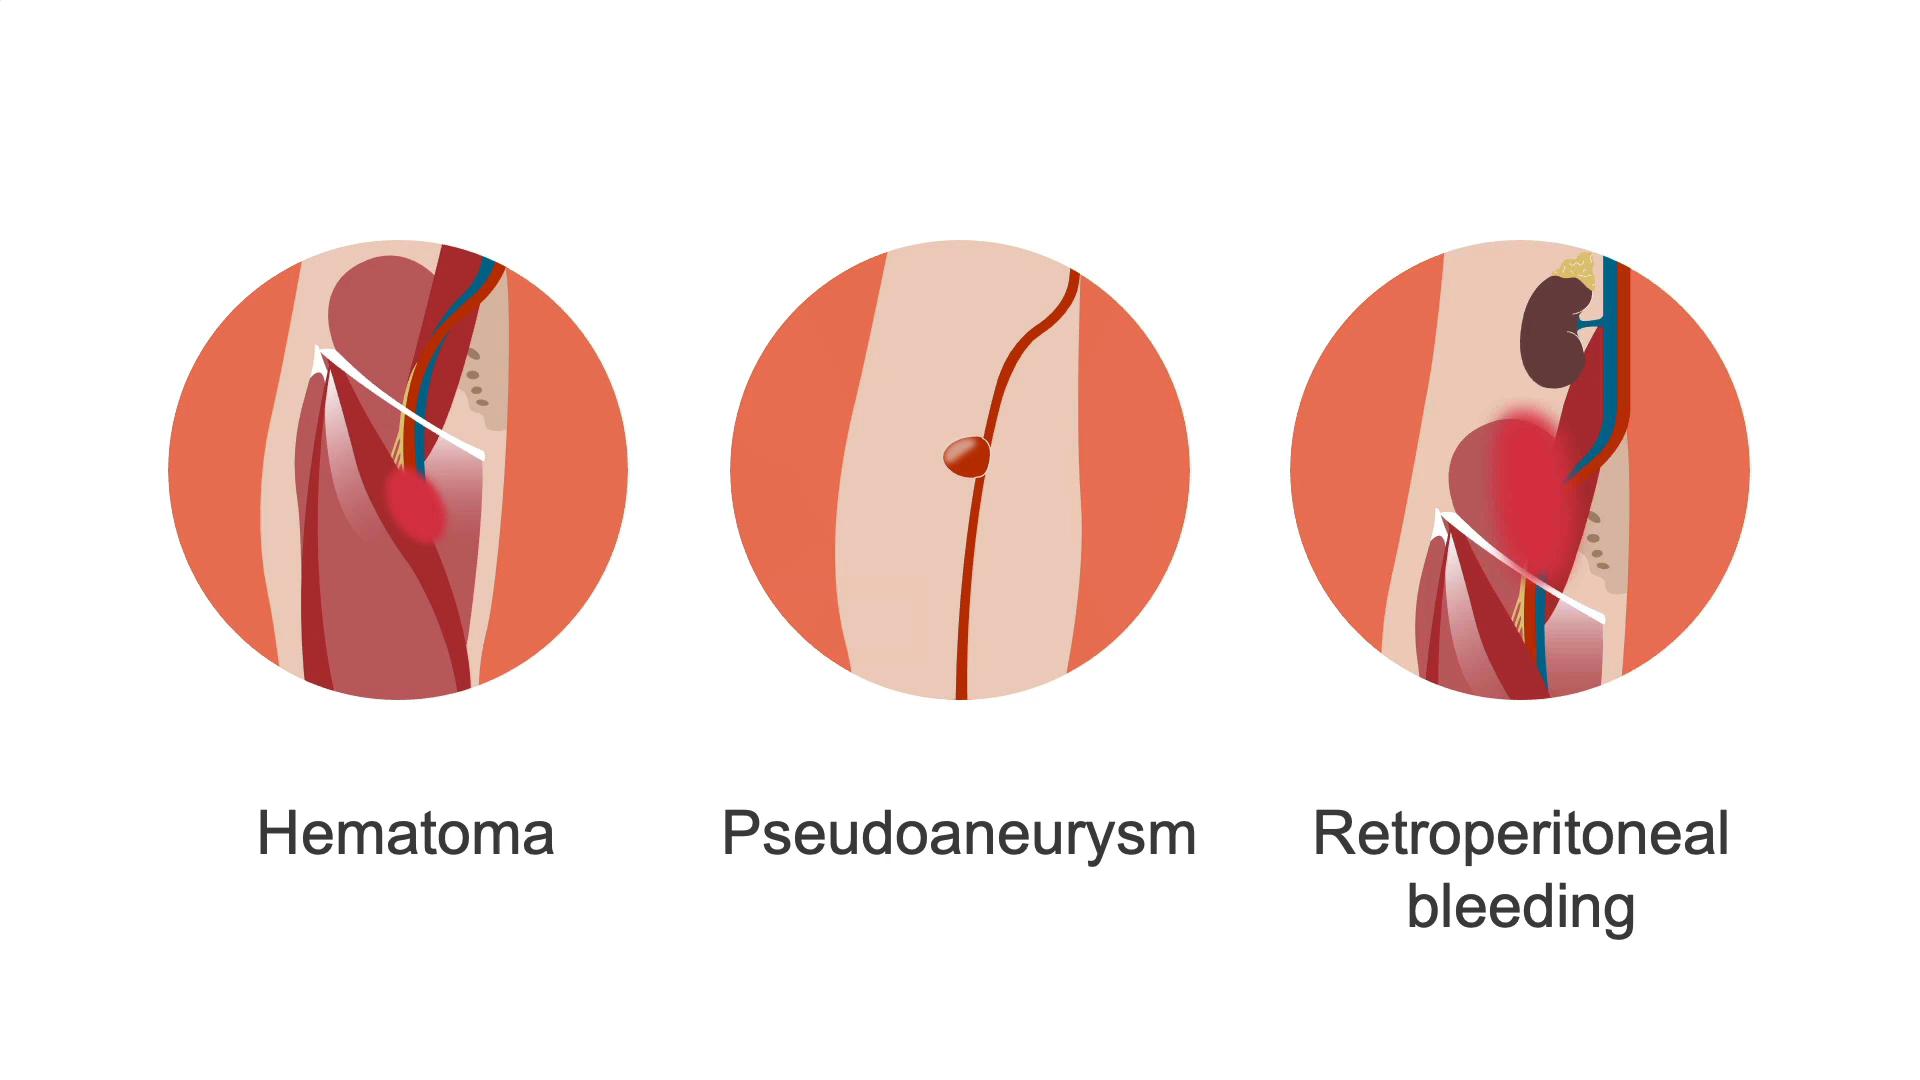 Hematoma
Pseudoaneurysm
Retroperitoneal
bleeding